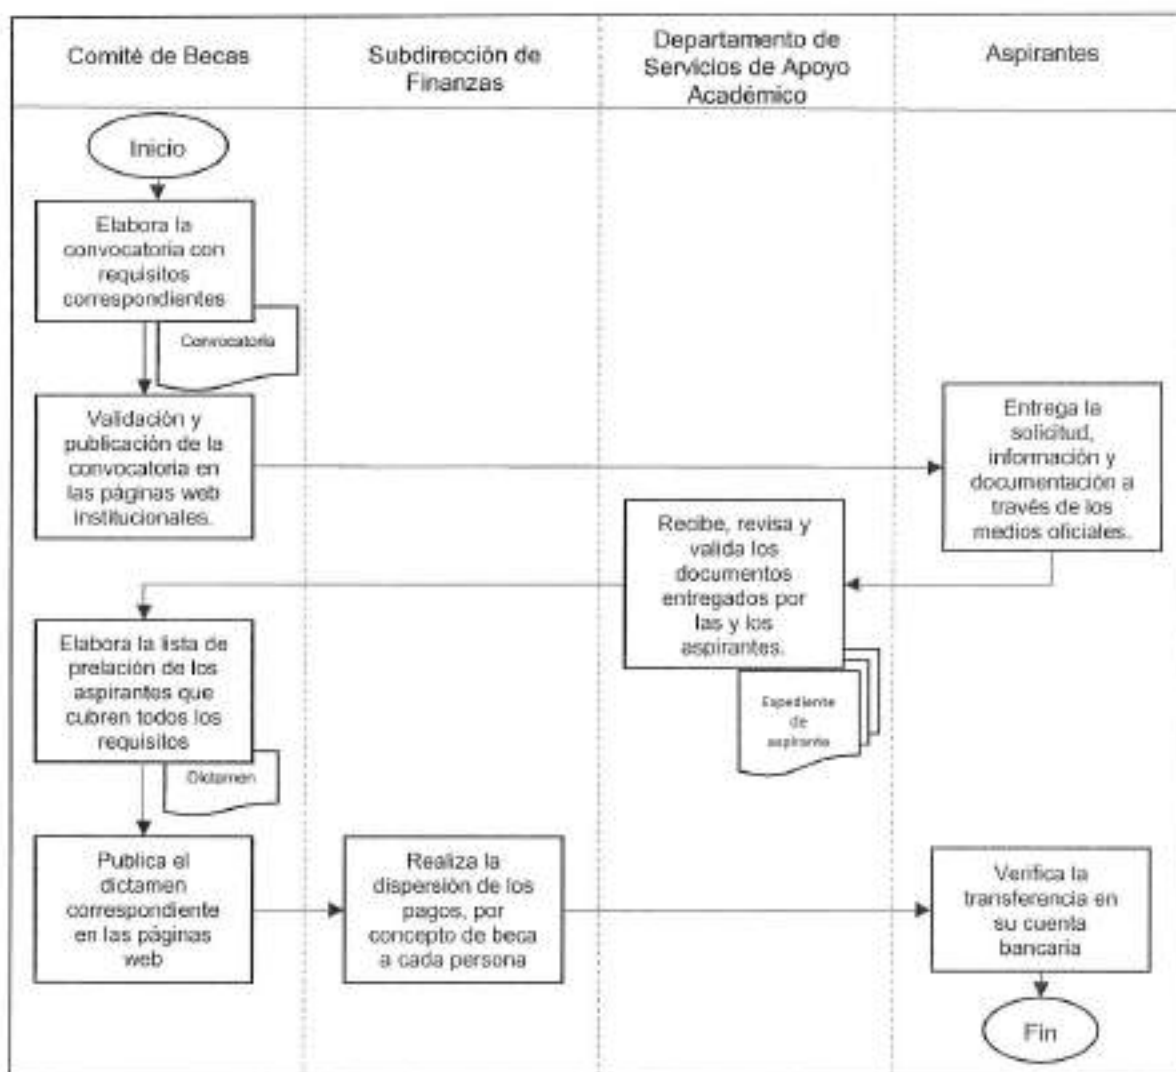 Comité de Becas
Subdirección de
Finanzas
Departamento de
Servicios de Apoyo
Académico
Aspirantes
Inicio
Elabora la
convocatoria con
requisitos
correspondientes
Convocatoria
Validación y
publicación de la
convocatoria en
las páginas web
institucionales.
Entrega la
solicitud,
información y
documentación a
través de los
medios oficiales.
Recibe, revisa y
valida los
documentos
entregados por
las y los
aspirantes.
Expediente
de
aspirante
Elabora la lista de
prelación de los
aspirantes que
cubren todos los
requisitos
Dictamen
Publica el
dictamen
correspondiente
en las páginas
web
Realiza la
dispersión de los
pagos, por
concepto de beca
a cada persona
Verifica la
transferencia en
su cuenta
bancaria
Fin